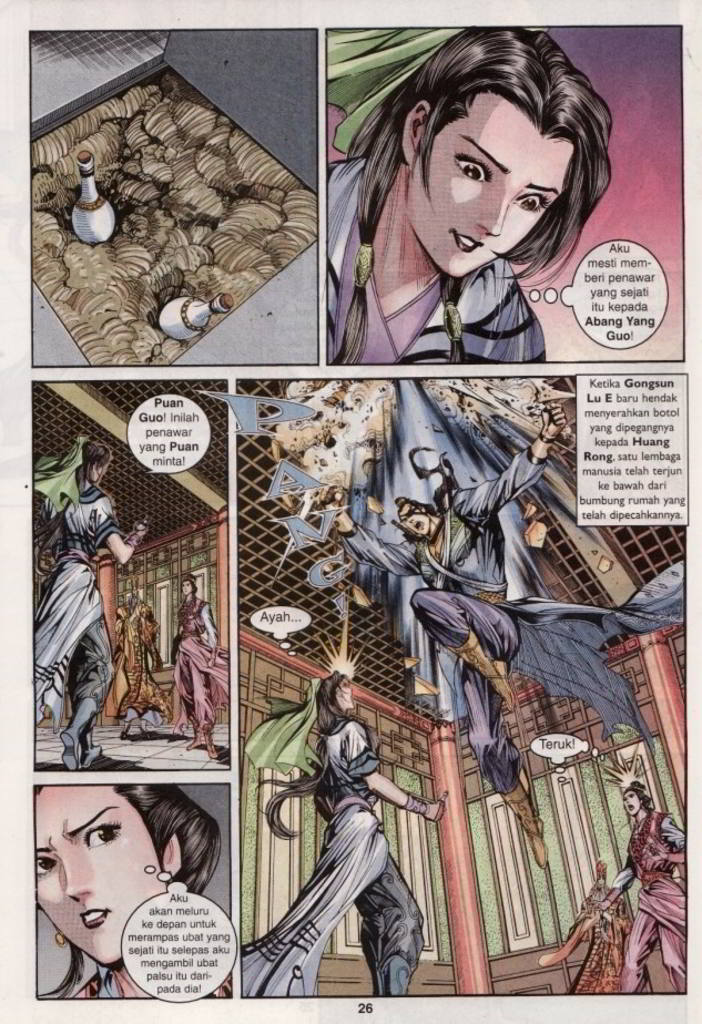 Aku
mesti mem-
beri penawar
yang sejati
itu kepada
Abang Yang
Guo!
Puan
Guo! Inilah
penawar
yang Puan
minta!
PANGG!
Ketika Gongsun
Lu E baru hendak
menyerahkan botol
yang dipegangnya
kepada Huang
Rong, satu lembaga
manusia telah terjun
ke bawah dari
bumbung rumah yang
telah dipecahkannya.
Ayah...
Teruk!
Aku
akan meluru
ke depan untuk
merampas ubat yang
sejati itu selepas aku
mengambil ubat
palsu itu dari-
pada dia!
26